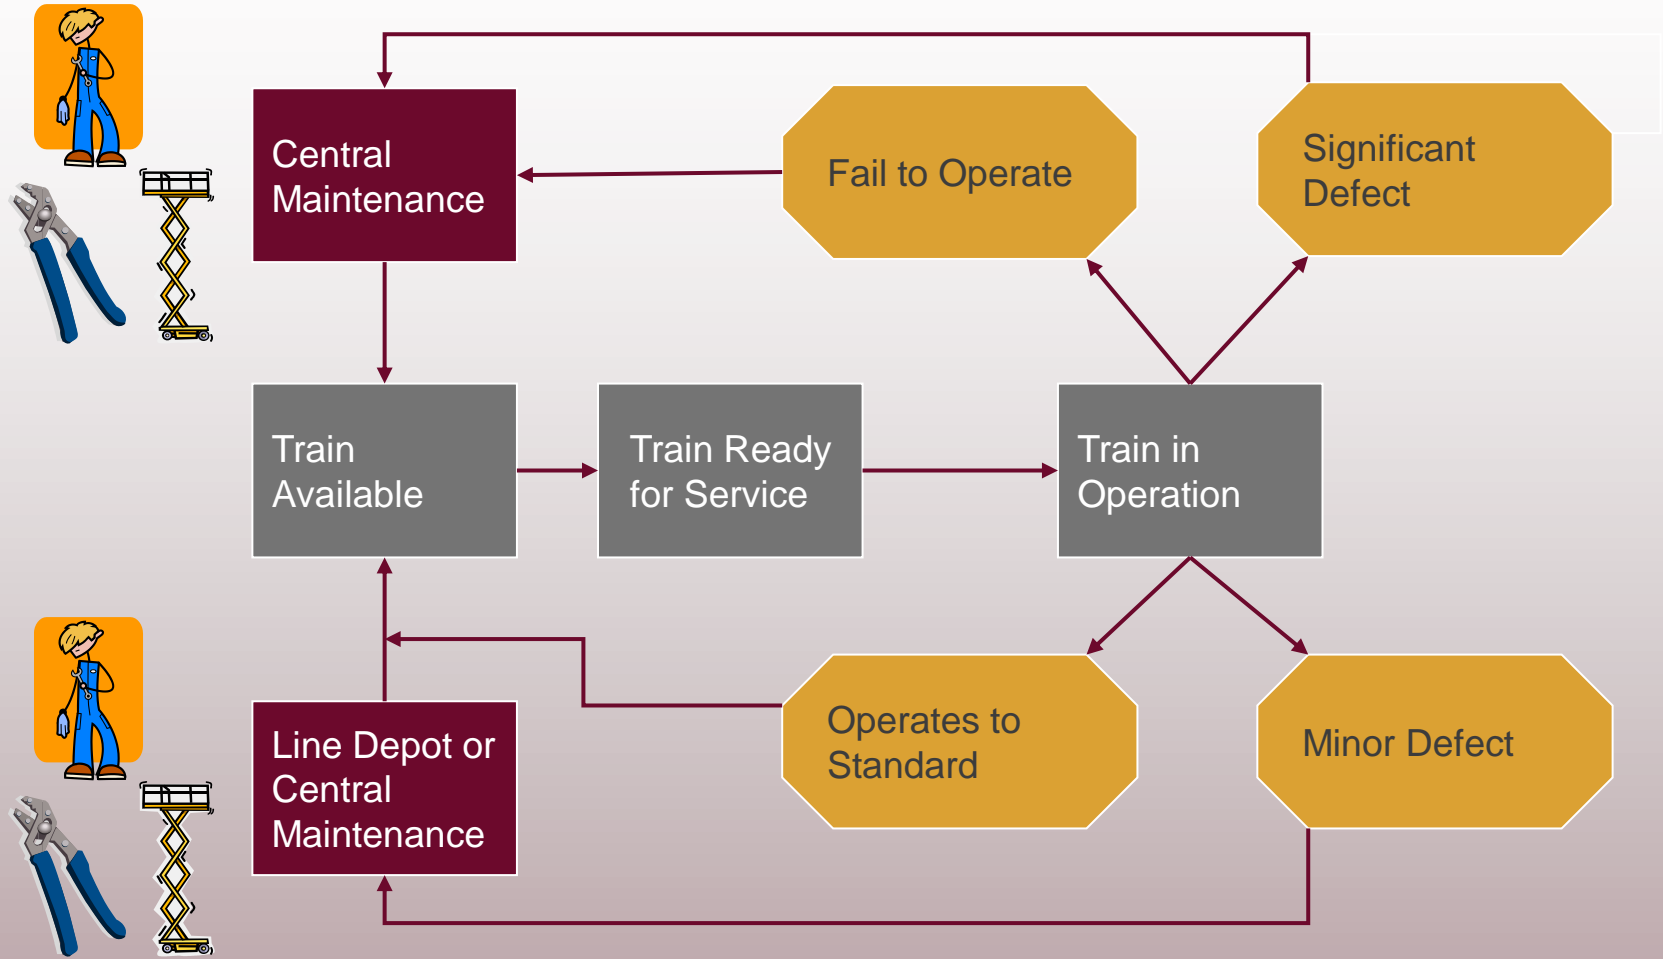 Central
Maintenance
Fail to Operate
Significant
Defect
Train
Available
Train Ready
for Service
Train in
Operation
Line Depot or
Central
Maintenance
Operates to
Standard
Minor Defect